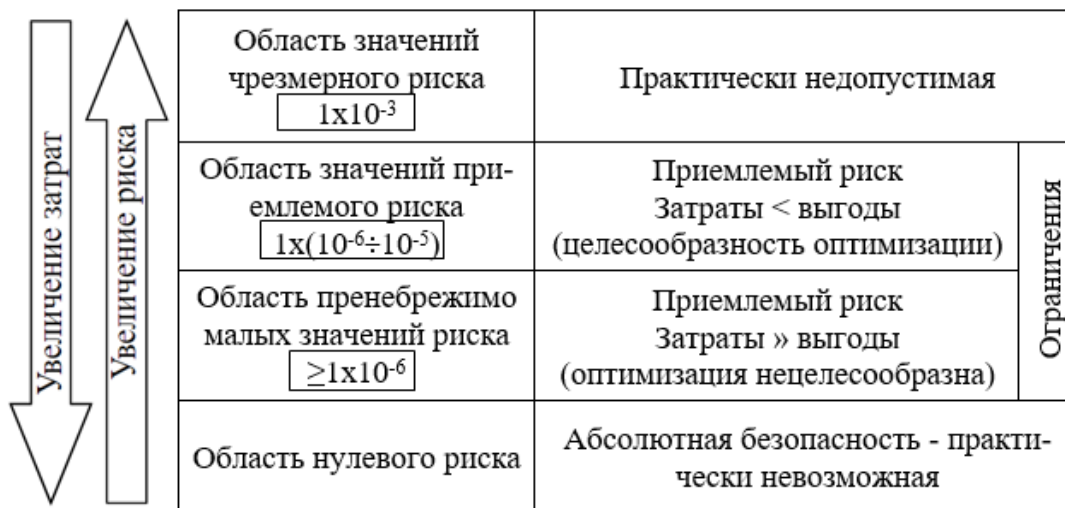 Увеличение затрат
Увеличение риска
Область значений
чрезмерного риска
1x10⁻³
Практически недопустимая
Область значений при-
емлемого риска
1x(10⁻⁶÷10⁻⁵)
Приемлемый риск
Затраты < выгоды
(целесообразность оптимизации)
Область пренебрежимо
малых значений риска
≥1x10⁻⁶
Приемлемый риск
Затраты » выгоды
(оптимизация нецелесообразна)
Ограничения
Область нулевого риска
Абсолютная безопасность - практи-
чески невозможная